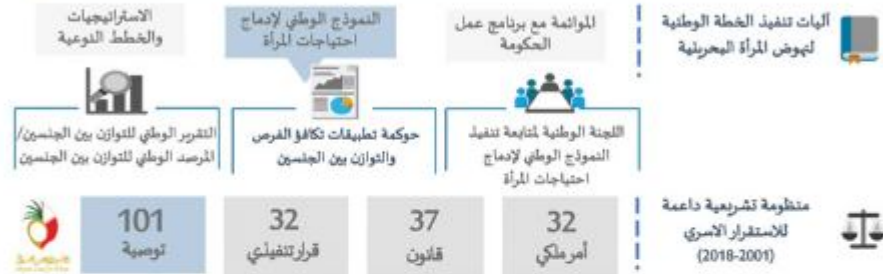 آليات تنفيذ الخطة الوطنية
لنهوض المرأة البحرينية
الموائمة مع برنامج عمل
الحكومة
النموذج الوطني لإدماج
احتياجات المرأة
الاستراتيجيات
والخطط النوعية
اللجنة الوطنية لمتابعة تنفيذ
النموذج الوطني لإدماج
احتياجات المرأة
حوكمة تطبيقات تكافؤ الفرص
والتوازن بين الجنسين
التقرير الوطني للتوازن بين الجنسين/
المرصد الوطني للتوازن بين الجنسين
منظومة تشريعية داعمة
للاستقرار الاسري
(2018-2001)
32
أمر ملكي
37
قانون
32
قرار تنفيذي
101
توصية